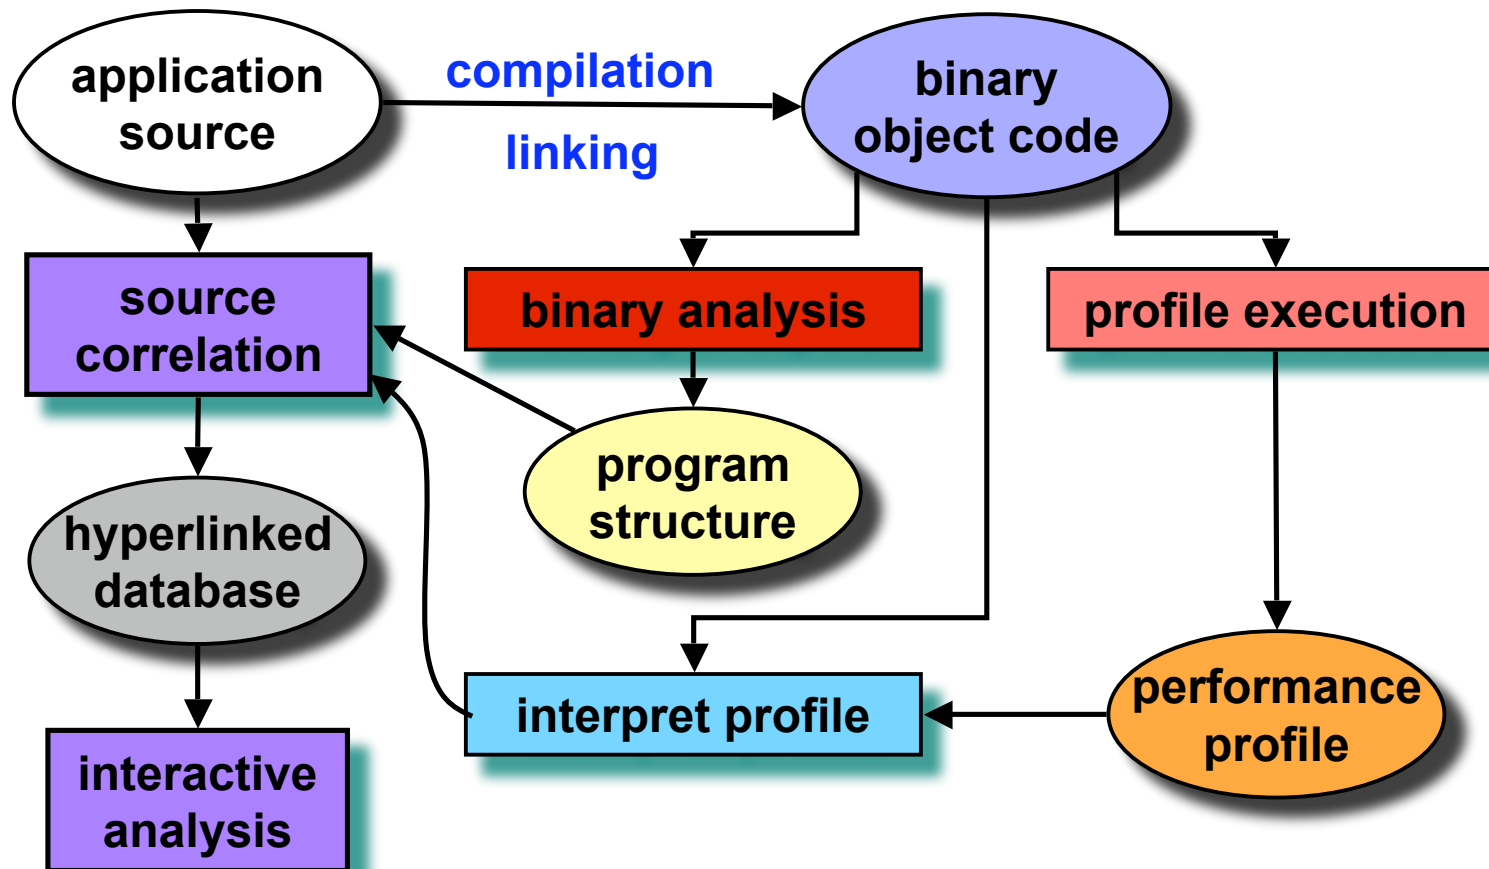 application
source
compilation
linking
binary
object code
source
correlation
binary analysis
profile execution
program
structure
hyperlinked
database
interpret profile
performance
profile
interactive
analysis